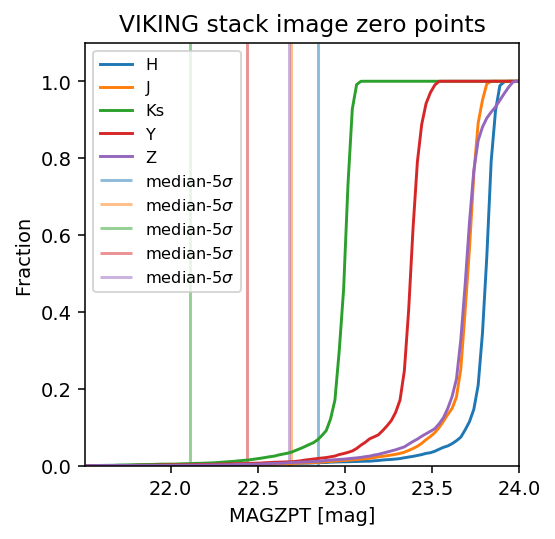 VIKING stack image zero points
Fraction
1.0
0.8
0.6
0.4
0.2
0.0
H
J
Ks
Y
Z
median-5σ
median-5σ
median-5σ
median-5σ
median-5σ
22.0 22.5 23.0 23.5 24.0
MAGZPT [mag]